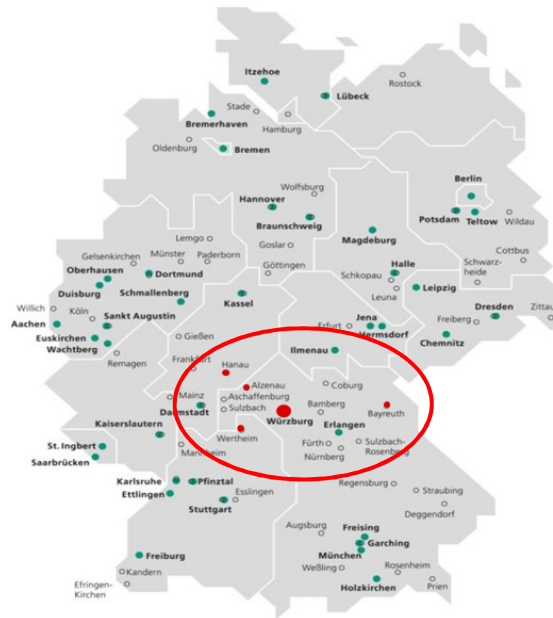 Itzehoe
Rostock
Lübeck
Stade
Bremerhaven
Hamburg
Oldenburg
Bremen
Berlin
Wolfsburg
Hannover
Potsdam
Teltow
Wildau
Braunschweig
Magdeburg
Lemgo
Goslar
Cottbus
Gelsenkirchen
Münster
Paderborn
Göttingen
Halle
Schwarz-
heide
Oberhausen
Dortmund
Schkopau
Leipzig
Duisburg
Leuna
Schmallenberg
Kassel
Dresden
Zittau
Willich
Köln
Sankt Augustin
Jena
Freiberg
Aachen
Erfurt
Hermsdorf
Chemnitz
Euskirchen
Gießen
Wachtberg
Ilmenau
Remagen
Frankfurt
Hanau
Alzenau
Coburg
Mainz
Aschaffenburg
Sulzbach
Bamberg
Bayreuth
Darmstadt
Würzburg
Erlangen
Kaiserslautern
Wertheim
Fürth
Sulzbach-
Rosenberg
St. Ingbert
Mannheim
Nürnberg
Saarbrücken
Karlsruhe
Pfinztal
Regensburg
Ettlingen
Esslingen
Straubing
Stuttgart
Deggendorf
Augsburg
Freising
Garching
Freiburg
München
Kandern
Weßling
Rosenheim
Efringen-
Kirchen
Holzkirchen
Prien